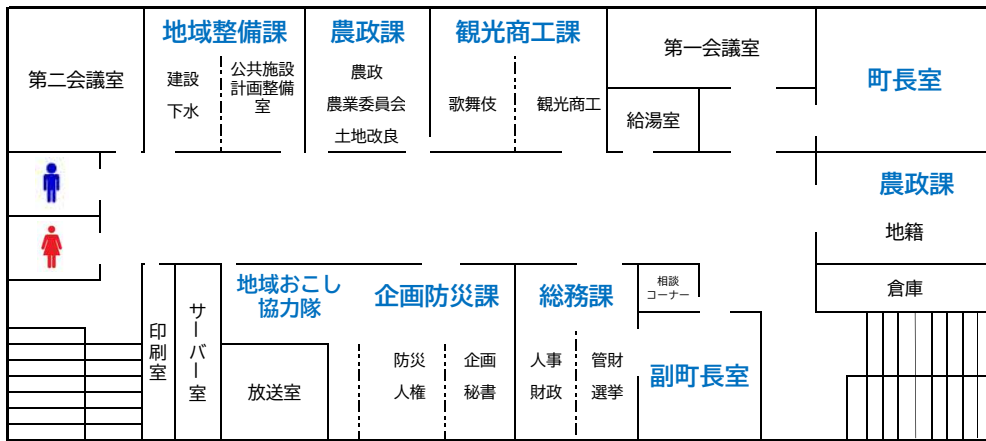 第二会議室
地域整備課
建設
下水
公共施設
計画整備
室
農政課
農政
農業委員会
土地改良
観光商工課
歌舞伎
観光商工
第一会議室
給湯室
町長室
農政課
地籍
倉庫
印刷室
サーバー室
地域おこし
協力隊
放送室
企画防災課
防災
人権
企画
秘書
総務課
人事
財政
管財
選挙
相談
コーナー
副町長室